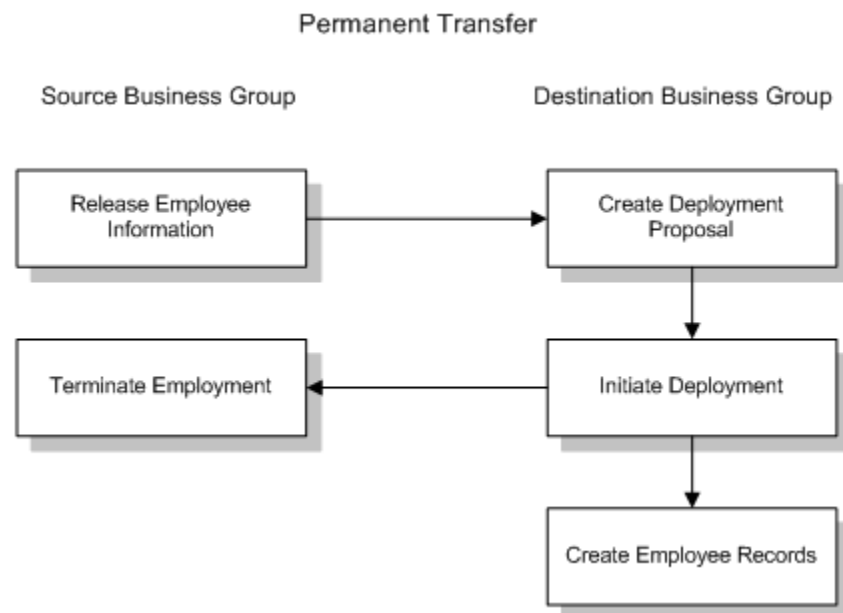 Permanent Transfer
Source Business Group
Destination Business Group
Release Employee
Information
Create Deployment
Proposal
Terminate Employment
Initiate Deployment
Create Employee Records